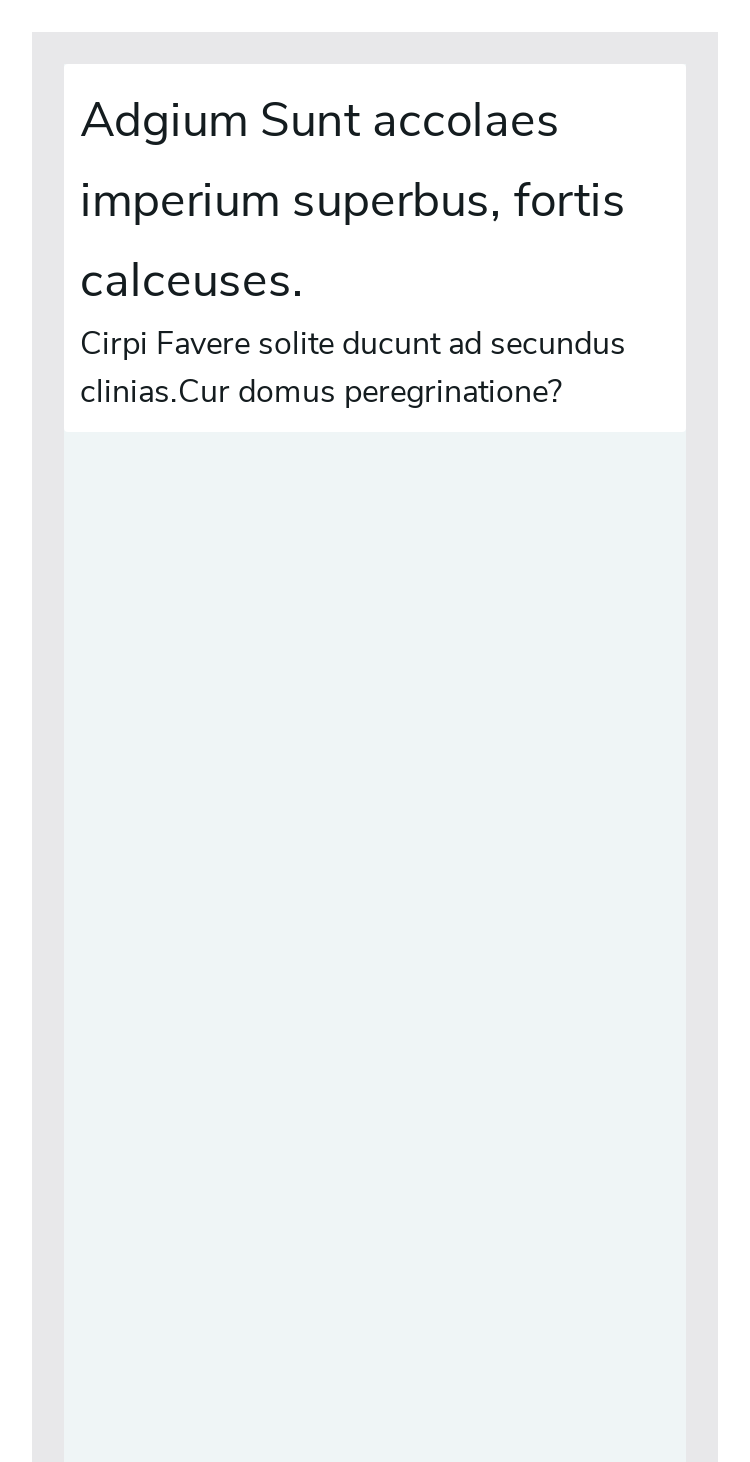 Adgium Sunt accolaes
imperium superbus, fortis
calceuses.
Cirpi Favere solite ducunt ad secundus
clinias.Cur domus peregrinatione?